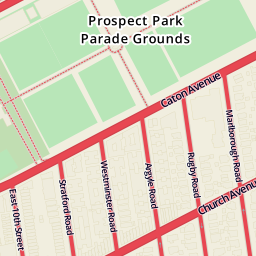 Prospect Park
Parade Grounds
Caton Avenue
Marlborough Road
Rugby Road
Argyle Road
Westminster Road
Stratford Road
East 10th Street
Church Avenue